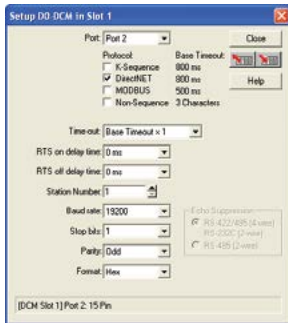 Setup D0-DCM in Slot 1
Port: Port 2
Close
Protocol: Base Timeout:
K-Sequence 800 ms
DirectNET 800 ms
MODBUS 500 ms
Non-Sequence 3 Characters
Help
Time-out: Base Timeout × 1
RTS on delay time: 0 ms
RTS off delay time: 0 ms
Station Number: 1
Baud rate: 19200
Stop bits: 1
Parity: Odd
Format: Hex
Echo Suppression
RS-422/485 (4-wire)
RS-232C (2-wire)
RS-485 (2-wire)
[DCM Slot 1] Port 2: 15 Pin